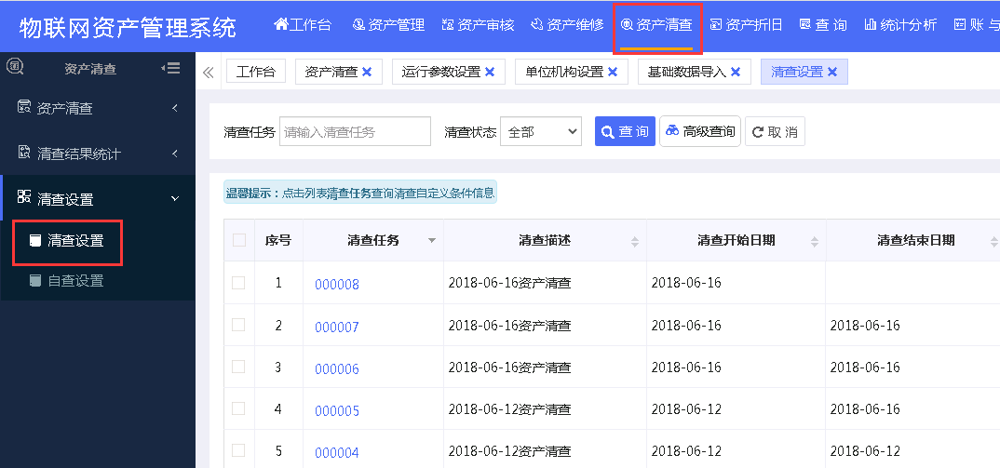 物联网资产管理系统
工作台 资产管理 资产审核 资产维修 资产清查 资产折旧 查 询 统计分析 账 与
资产清查
资产清查
清查结果统计
清查设置
清查设置
自查设置
工作台 资产清查 运行参数设置 单位机构设置 基础数据导入 清查设置
清查任务 请输入清查任务 清查状态 全部 查 询 高级查询 取 消
温馨提示：点击列表清查任务查询清查自定义条件信息
序号 清查任务 清查描述 清查开始日期 清查结束日期
1 000008 2018-06-16资产清查 2018-06-16
2 000007 2018-06-16资产清查 2018-06-16 2018-06-16
3 000006 2018-06-16资产清查 2018-06-16 2018-06-16
4 000005 2018-06-12资产清查 2018-06-12 2018-06-16
5 000004 2018-06-12资产清查 2018-06-12 2018-06-12